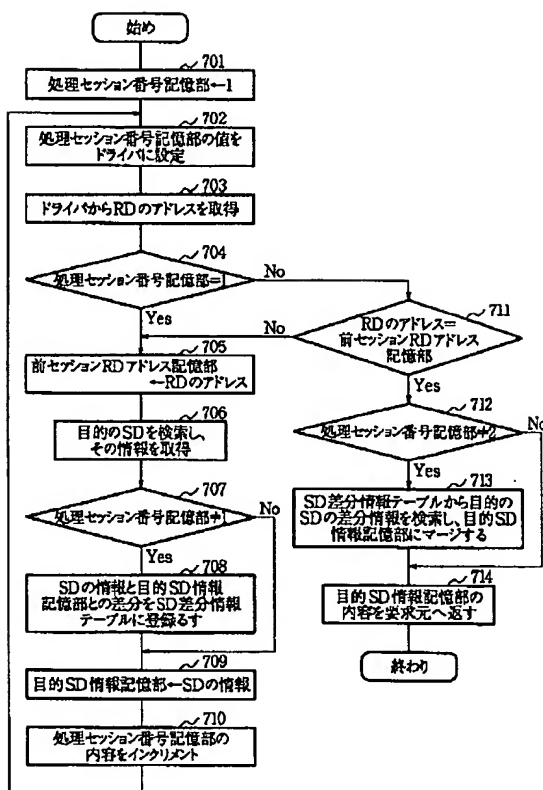 始め
701
処理セッション番号記憶部←1
702
処理セッション番号記憶部の値を
ドライバに設定
703
ドライバからRDのアドレスを取得
704
処理セッション番号記憶部=1
No
Yes
711
RDのアドレス=
前セッションRDアドレス
記憶部
No
Yes
705
前セッションRDアドレス記憶部
←RDのアドレス
706
目的のSDを検索し、
その情報を取得
707
処理セッション番号記憶部≠1
No
Yes
708
SDの情報と目的SD情報
記憶部との差分をSD差分情報
テーブルに登録るす
709
目的SD情報記憶部←SDの情報
710
処理セッション番号記憶部の
内容をインクリメント
712
処理セッション番号記憶部≠2
No
Yes
713
SD差分情報テーブルから目的の
SDの差分情報を検索し、目的SD
情報記憶部にマージする
714
目的SD情報記憶部の
内容を要求元へ返す
終わり